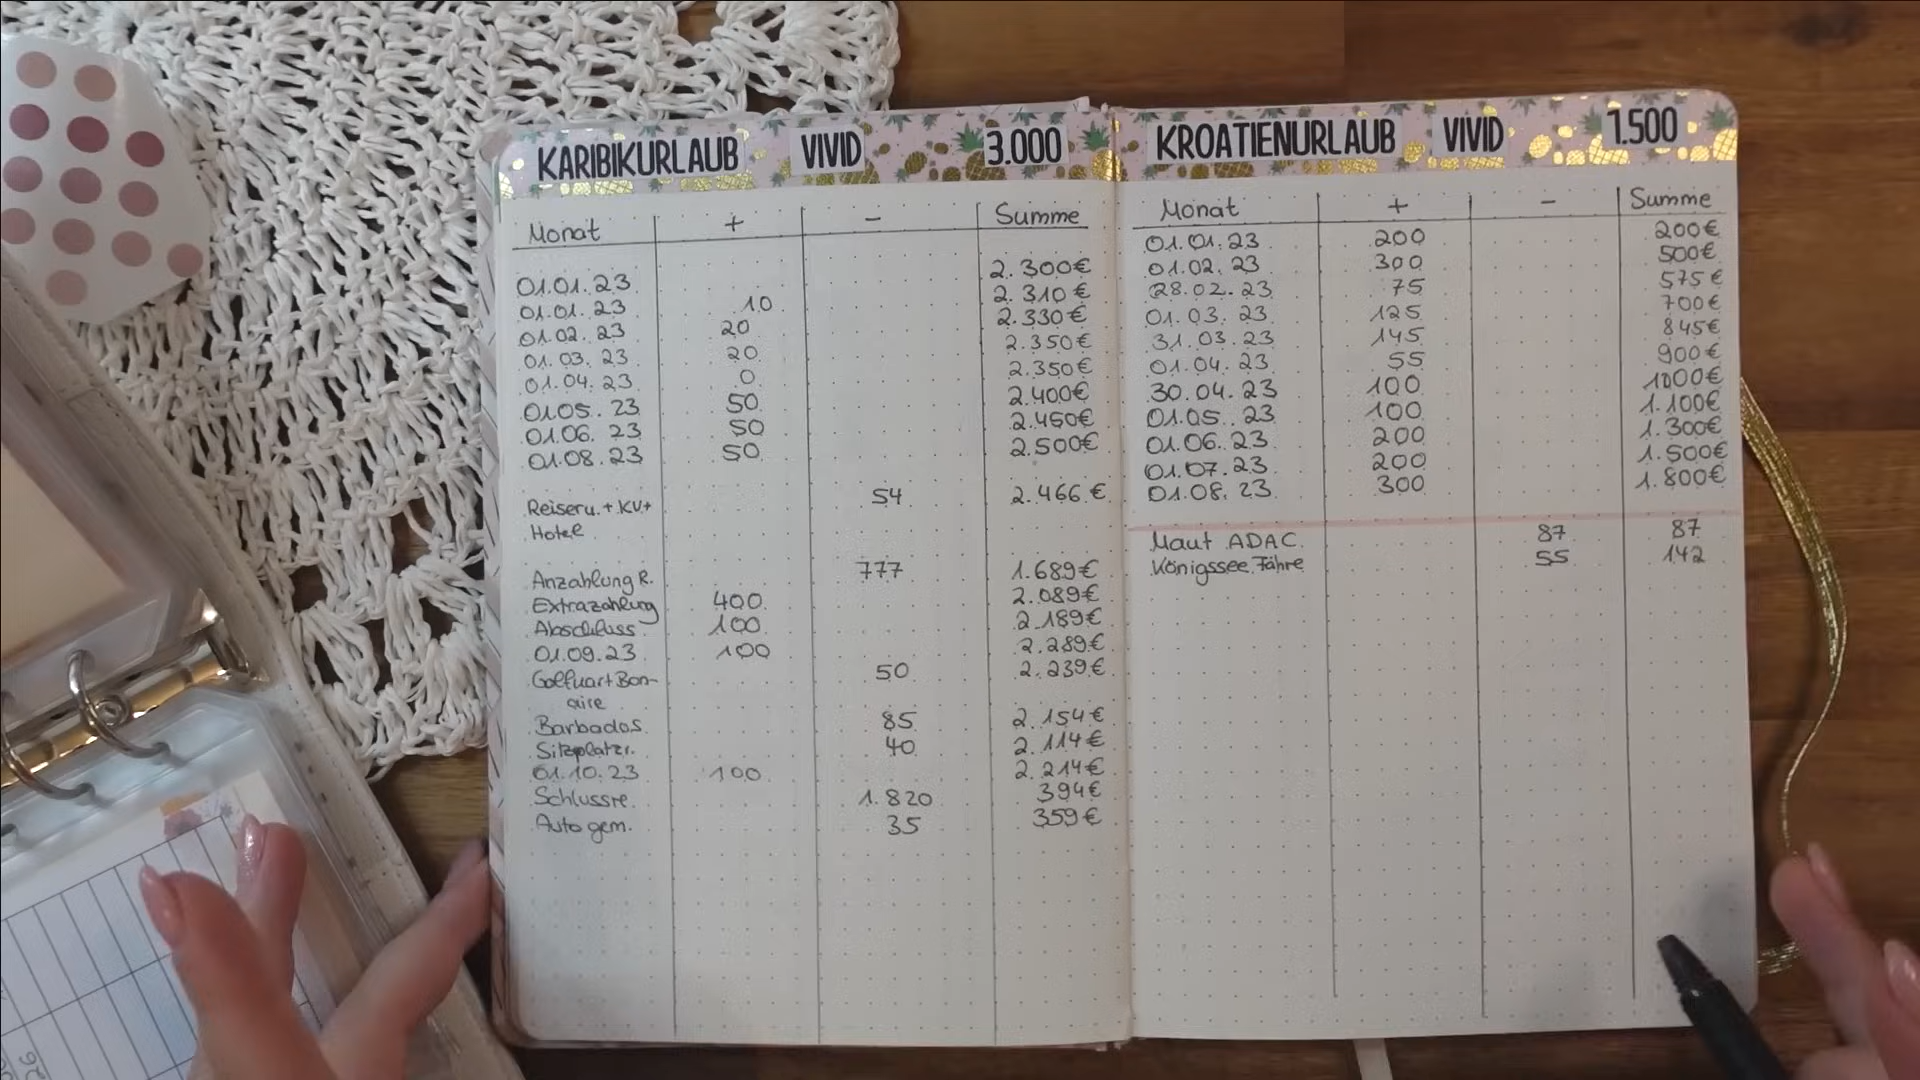 KARIBIKURLAUB VIVID 3.000
Monat + - Summe
01.01.23 2.300€
01.01.23 10 2.310€
01.02.23 20 2.330€
01.03.23 20 2.350€
01.04.23 0 2.350€
01.05.23 50 2.400€
01.06.23 50 2.450€
01.08.23 50 2.500€
Reiseru.+KV+ 54 2.466€
Hotel
Anzahlung R. 777 1.689€
Extrazahlung 400 2.089€
Abschluss 100 2.189€
01.09.23 100 2.289€
Golfcart Bon- 50 2.239€
aire
Barbados 85 2.154€
Sitzplatzr. 40 2.114€
01.10.23 100 2.214€
Schlussre. 1.820 394€
Auto gem. 35 359€
KROATIENURLAUB VIVID 1.500
Monat + - Summe
01.01.23 200 200€
01.02.23 300 500€
28.02.23 75 575€
01.03.23 125 700€
31.03.23 145 845€
01.04.23 55 900€
30.04.23 100 1000€
01.05.23 100 1.100€
01.06.23 200 1.300€
01.07.23 200 1.500€
01.08.23 300 1.800€
Maut ADAC 87 87
Königssee.Fähre 55 142